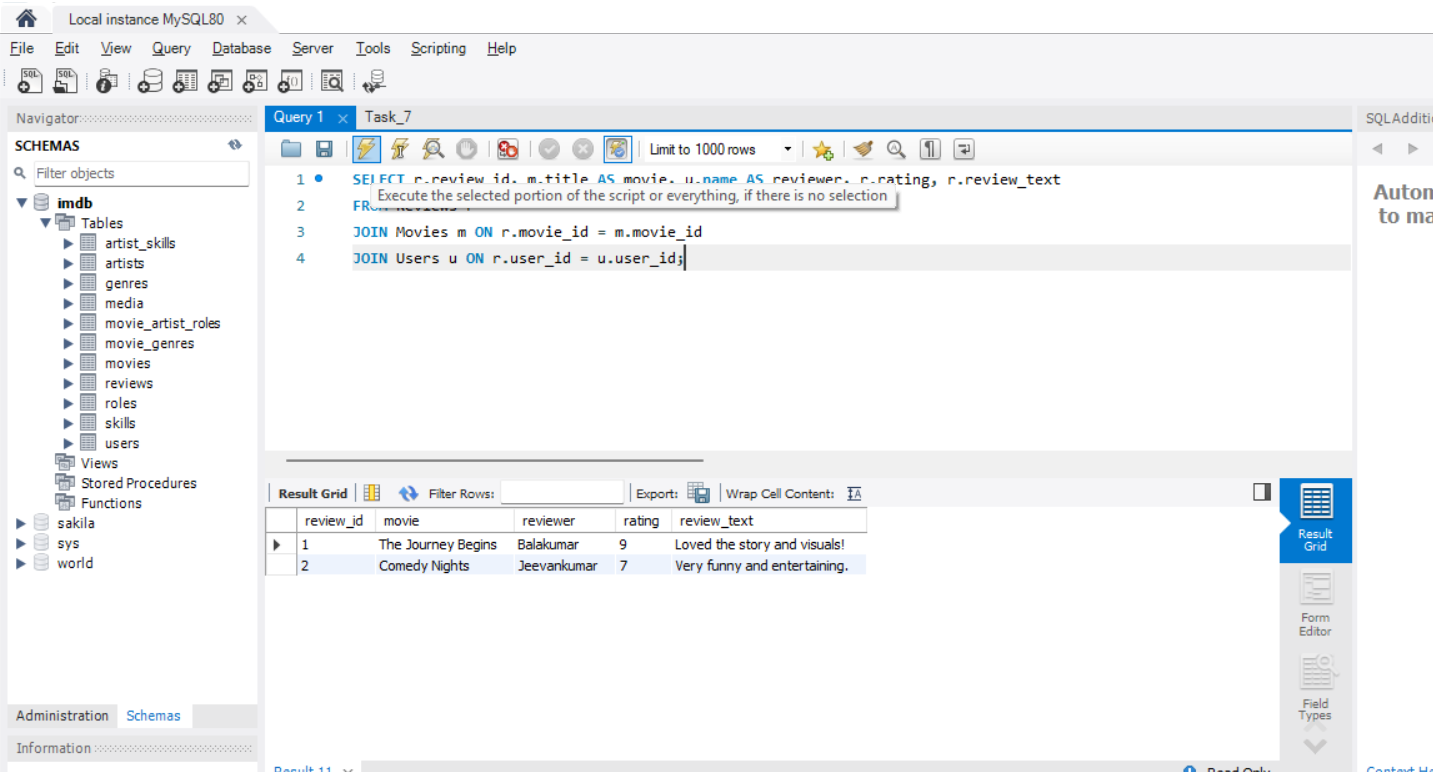 Local instance MySQL80
File Edit View Query Database Server Tools Scripting Help
Navigator
SCHEMAS
Filter objects
imdb
Tables
artist_skills
artists
genres
media
movie_artist_roles
movie_genres
movies
reviews
roles
skills
users
Views
Stored Procedures
Functions
sakila
sys
world
Administration Schemas
Information
Query 1 Task_7
Limit to 1000 rows
1 SELECT r.review_id, m.title AS movie, u.name AS reviewer, r.rating, r.review_text
Execute the selected portion of the script or everything, if there is no selection
2 FROM Reviews r
3 JOIN Movies m ON r.movie_id = m.movie_id
4 JOIN Users u ON r.user_id = u.user_id;
Result Grid Filter Rows: Export: Wrap Cell Content:
review_id movie reviewer rating review_text
1 The Journey Begins Balakumar 9 Loved the story and visuals!
2 Comedy Nights Jeevankumar 7 Very funny and entertaining.
Result Grid
Form Editor
Field Types
Result 11 Read Only
SQLAdditi
Autom
to ma
Context He